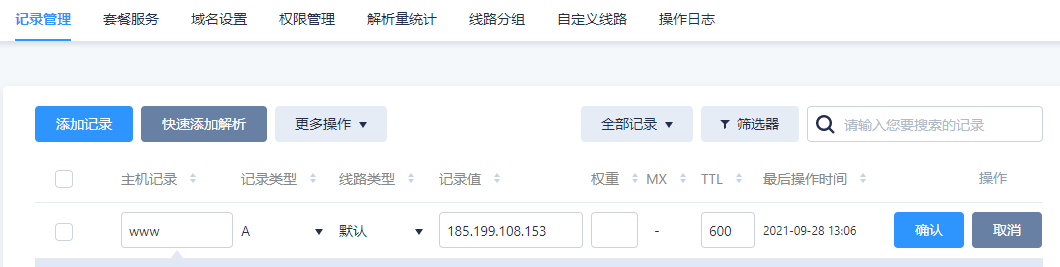 记录管理 套餐服务 域名设置 权限管理 解析量统计 线路分组 自定义线路 操作日志
添加记录 快速添加解析 更多操作 全部记录 筛选器 请输入您要搜索的记录
主机记录 记录类型 线路类型 记录值 权重 MX TTL 最后操作时间 操作
www A 默认 185.199.108.153 - 600 2021-09-28 13:06 确认 取消